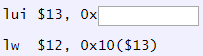 lui $13, 0x
lw $12, 0x10($13)